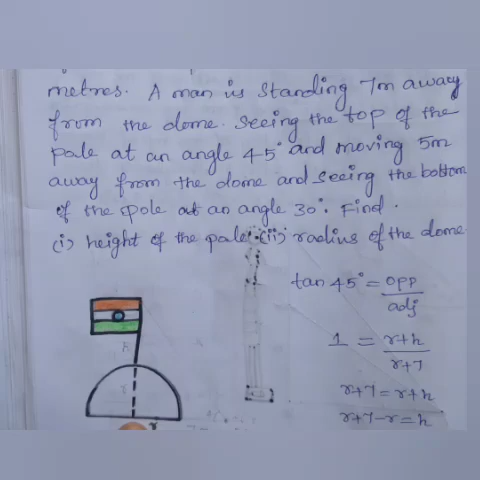 metres. A man is standing 7m away
from the dome. seeing the top of the
pole at an angle 45° and moving 5m
away from the dome and seeing the bottom
of the pole at an angle 30°. Find.
(i) height of the pole (ii) radius of the dome.
tan 45° = opp
adj
1 = r+h
r+7
r+7 = r+h
r+7-r = h
h
r
r